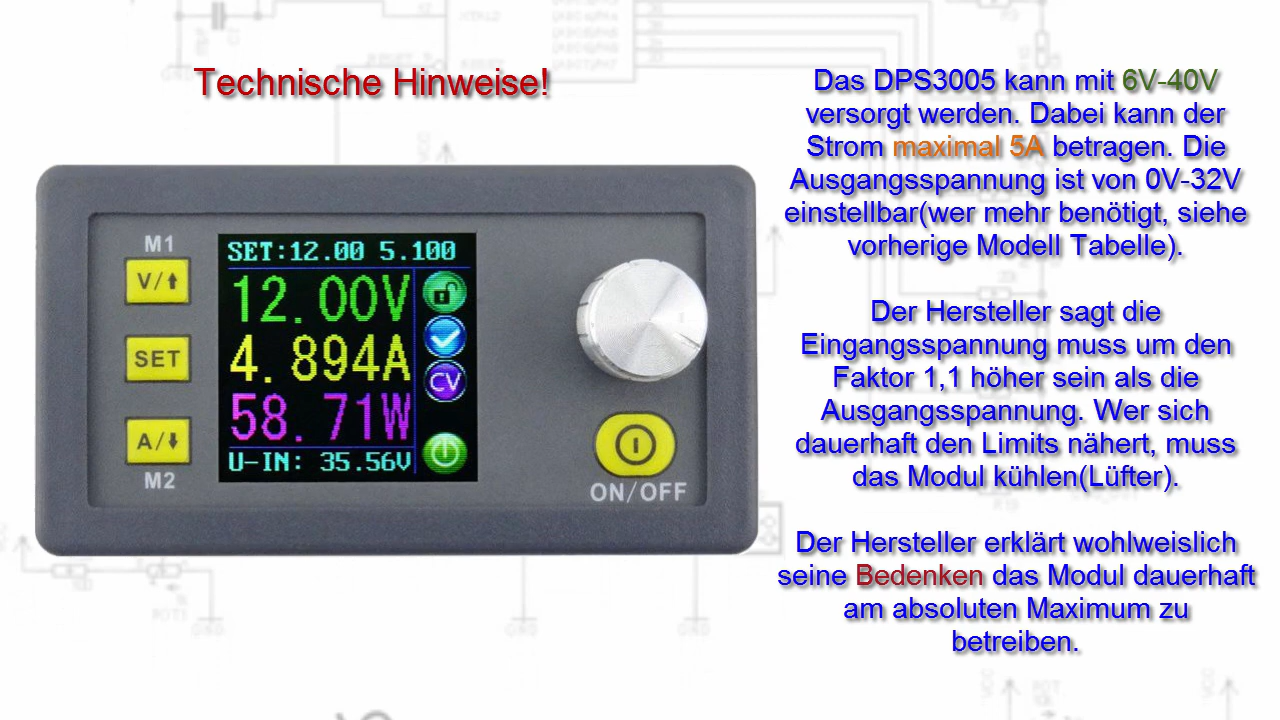 Technische Hinweise!
M1
V/⬆
SET
A/⬇
M2
SET:12.00 5.100
12.00V
4.894A
58.71W
U-IN: 35.56V
CV
ON/OFF
Das DPS3005 kann mit 6V-40V
versorgt werden. Dabei kann der
Strom maximal 5A betragen. Die
Ausgangsspannung ist von 0V-32V
einstellbar(wer mehr benötigt, siehe
vorherige Modell Tabelle).
Der Hersteller sagt die
Eingangsspannung muss um den
Faktor 1,1 höher sein als die
Ausgangsspannung. Wer sich
dauerhaft den Limits nähert, muss
das Modul kühlen(Lüfter).
Der Hersteller erklärt wohlweislich
seine Bedenken das Modul dauerhaft
am absoluten Maximum zu
betreiben.
GND
GND
GND